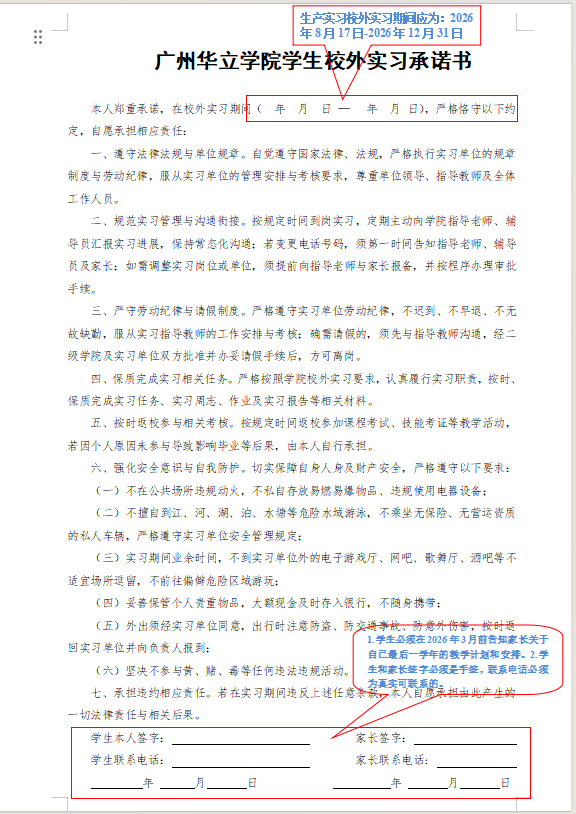 生产实习校外实习期间应为：2026
年8月17日-2026年12月31日
广州华立学院学生校外实习承诺书
本人郑重承诺，在校外实习期间（ 年 月 日 — 年 月 日），严格恪守以下约
定，自愿承担相应责任：
一、遵守法律法规与单位规章。自觉遵守国家法律、法规，严格执行实习单位的规章
制度与劳动纪律，服从实习单位的管理安排与考核要求，尊重单位领导、指导教师及全体
工作人员。
二、规范实习管理与沟通衔接。按规定时间到岗实习，定期主动向学院指导老师、辅
导员汇报实习进展，保持常态化沟通；若变更电话号码，须第一时间告知指导老师、辅导
员及家长；如需调整实习岗位或单位，须提前向指导老师与家长报备，并按程序办理审批
手续。
三、严守劳动纪律与请假制度。严格遵守实习单位劳动纪律，不迟到、不早退、不无
故缺勤，服从实习指导教师的工作安排与考核；确需请假的，须先与指导老师沟通，经二
级学院及实习单位双方批准并办妥请假手续后，方可离岗。
四、保质完成实习相关任务。严格按照学院校外实习要求，认真履行实习职责，按时、
保质完成实习任务、实习周志、作业及实习报告等相关材料。
五、按时返校参与相关考核。按规定时间返校参加课程考试、技能考证等教学活动，
若因个人原因未参与导致影响毕业等后果，由本人自行承担。
六、强化安全意识与自我防护。切实保障自身人身及财产安全，严格遵守以下要求：
（一）不在公共场所违规动火，不私自存放易燃易爆物品、违规使用电器设备；
（二）不擅自到江、河、湖、泊、水塘等危险水域游泳，不乘坐无保险、无营运资质
的私人车辆，严格遵守实习单位安全管理规定；
（三）实习期间业余时间，不到实习单位外的电子游戏厅、网吧、歌舞厅、酒吧等不
适宜场所逗留，不前往偏僻危险区域游玩；
（四）妥善保管个人贵重物品，大额现金及时存入银行，不随身携带；
（五）外出须经实习单位同意，出行时注意防盗、防交通事故、防意外伤害，按时返
回实习单位并向负责人报到；
（六）坚决不参与黄、赌、毒等任何违法违规活动。
1.学生必须在2026年3月前告知家长关于
自己最后一学年的教学计划和安排。2.学
生和家长签字必须是手签，联系电话必须
为真实可联系的。
七、承担违约相应责任。若在实习期间违反上述任意条款，本人自愿承担由此产生的
一切法律责任与相关后果。
学生本人签字： 家长签字：
学生联系电话： 家长联系电话：
年 月 日 年 月 日